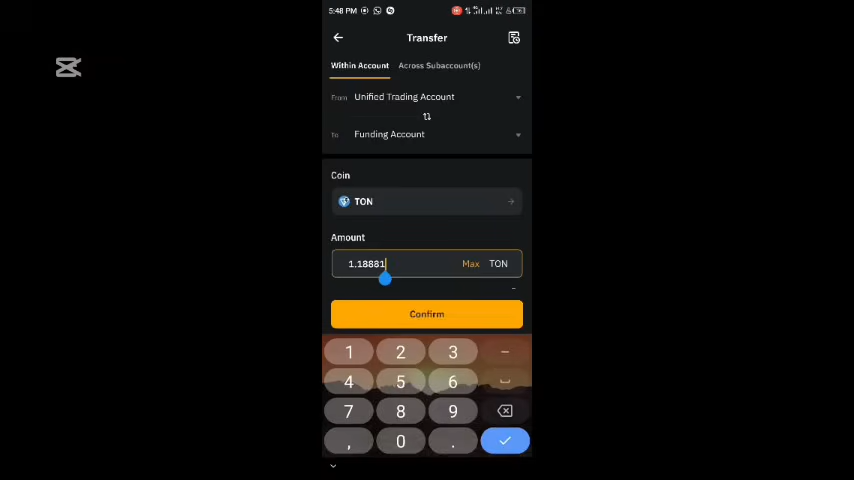 5:48 PM
Transfer
Within Account Across Subaccount(s)
From Unified Trading Account
To Funding Account
Coin
TON
Amount
1.18881 Max TON
Confirm
1 2 3 -
4 5 6
7 8 9
, 0 .